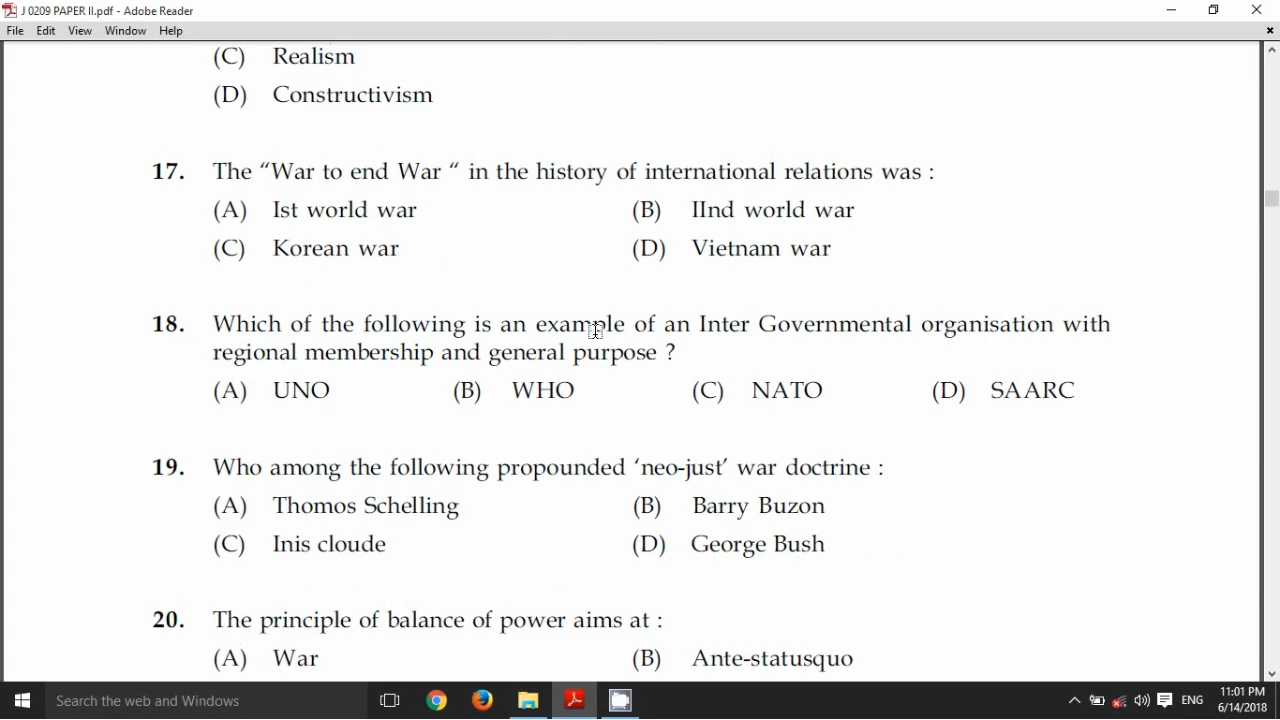 J 0209 PAPER II.pdf - Adobe Reader
File Edit View Window Help
(C) Realism
(D) Constructivism
17. The “War to end War “ in the history of international relations was :
(A) Ist world war (B) IInd world war
(C) Korean war (D) Vietnam war
18. Which of the following is an example of an Inter Governmental organisation with
regional membership and general purpose ?
(A) UNO (B) WHO (C) NATO (D) SAARC
19. Who among the following propounded ‘neo-just’ war doctrine :
(A) Thomos Schelling (B) Barry Buzon
(C) Inis cloude (D) George Bush
20. The principle of balance of power aims at :
(A) War (B) Ante-statusquo
Search the web and Windows
ENG
11:01 PM
6/14/2018